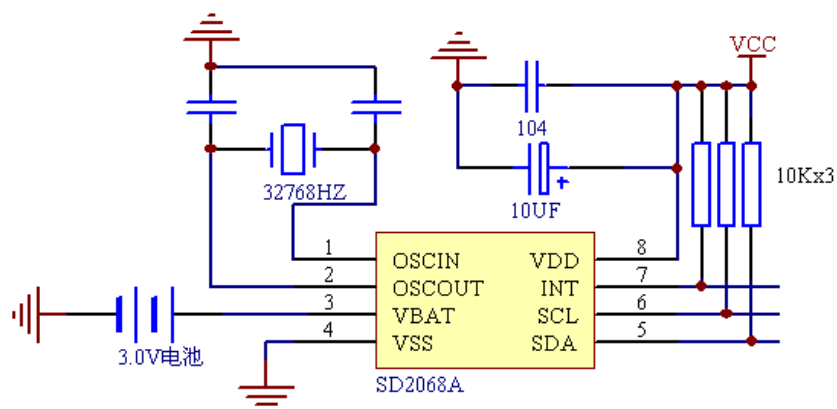 VCC
104
10Kx3
32768HZ
10UF
1 OSCIN VDD 8
2 OSCOUT INT 7
3 VBAT SCL 6
4 VSS SDA 5
3.0V电池
SD2068A